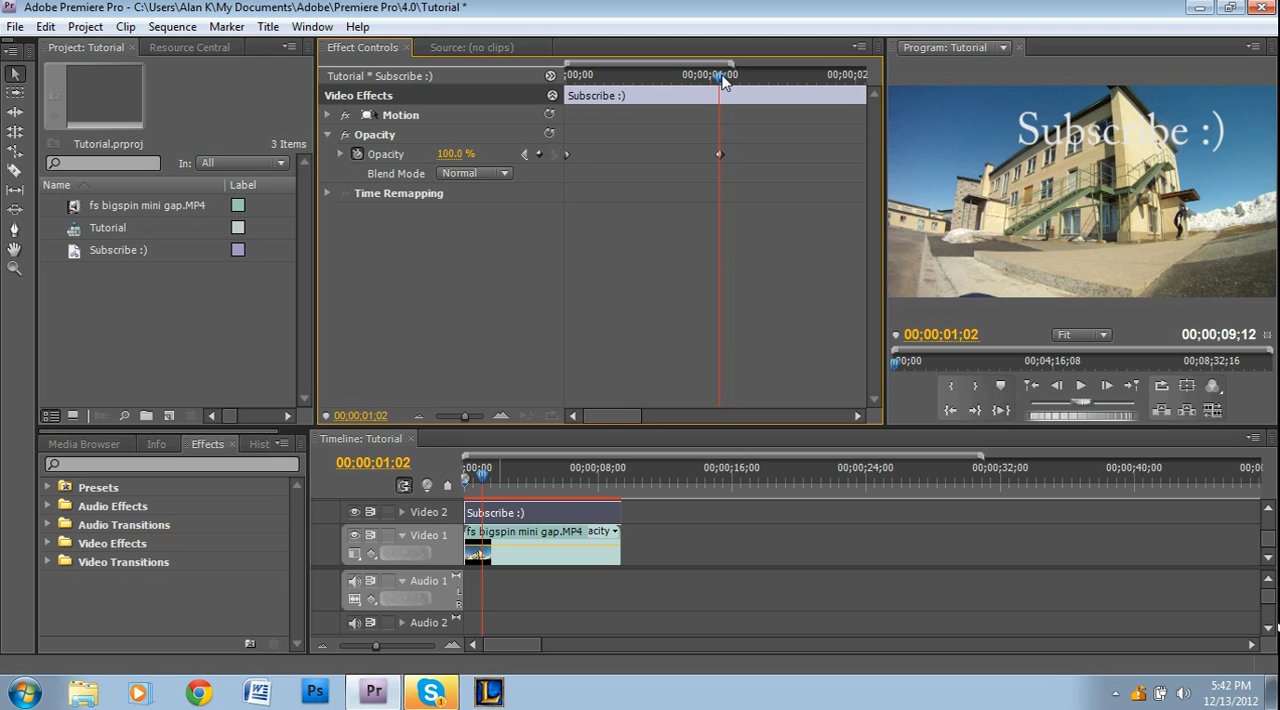 Adobe Premiere Pro - C:\Users\Alan K\My Documents\Adobe\Premiere Pro\4.0\Tutorial *
File Edit Project Clip Sequence Marker Title Window Help
Project: Tutorial × Resource Central
Effect Controls × Source: (no clips)
Program: Tutorial ×
Tutorial * Subscribe :)
;00;00 00;00;01;00 00;00;02
Video Effects
Subscribe :)
Motion
Opacity
Opacity 100.0 %
Blend Mode Normal
Time Remapping
Tutorial.prproj
3 Items
In: All
Name Label
fs bigspin mini gap.MP4
Tutorial
Subscribe :)
Subscribe :)
00;00;01;02 Fit 00;00;09;12
00;00 00;04;16;08 00;08;32;16
00;00;01;02
Media Browser Info Effects × Hist
Presets
Audio Effects
Audio Transitions
Video Effects
Video Transitions
Timeline: Tutorial ×
00;00;01;02
;00;00 00;00;08;00 00;00;16;00 00;00;24;00 00;00;32;00 00;00;40;00 00;0
Video 2 Subscribe :)
Video 1 fs bigspin mini gap.MP4 acity
Audio 1
L
R
Audio 2
W Ps Pr S 1 L
5:42 PM
12/13/2012